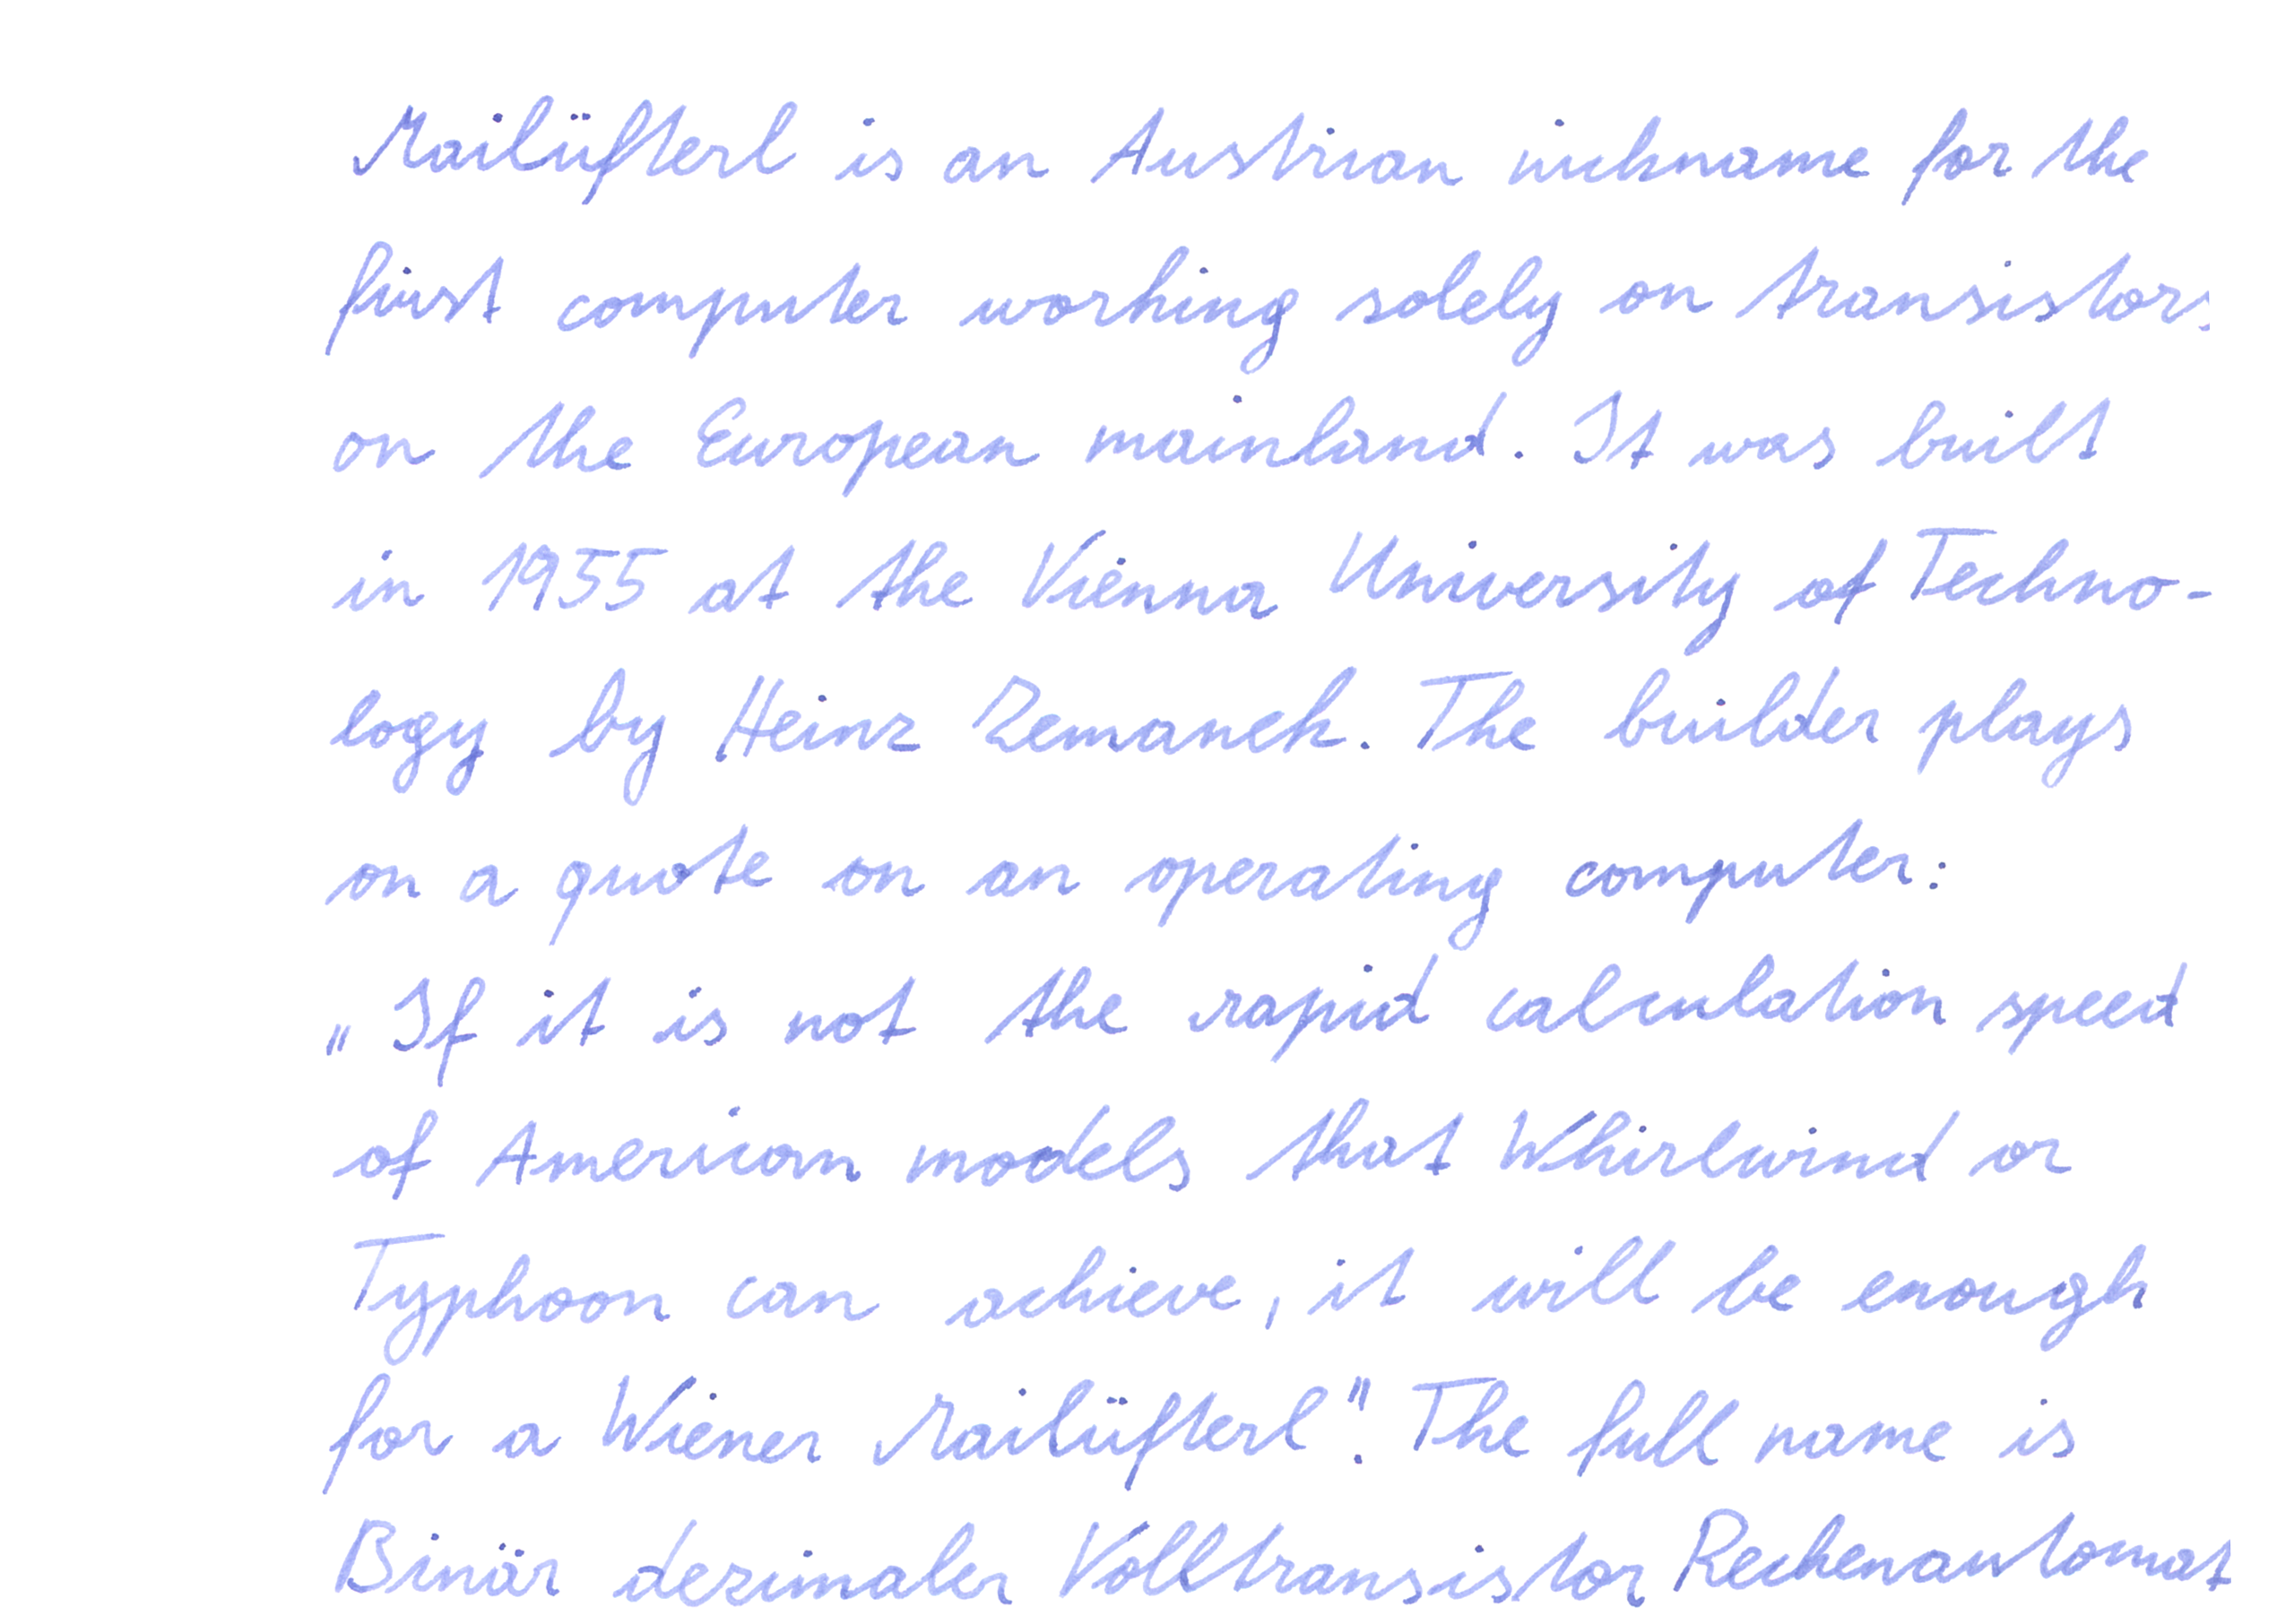 Mailüfterl is an Austrian nickname for the
first computer working solely on transistors
on the European mainland. It was built
in 1955 at the Vienna University of Techno-
logy by Heinz Zemanek. The builder plays
on a quote on an operating computer:
„If it is not the rapid calculation speed
of American models that Whirlwind or
Typhoon can achieve, it will be enough
for a Wiener Mailüfterl". The full name is
Binär dezimaler Volltransistor Rechenautomat